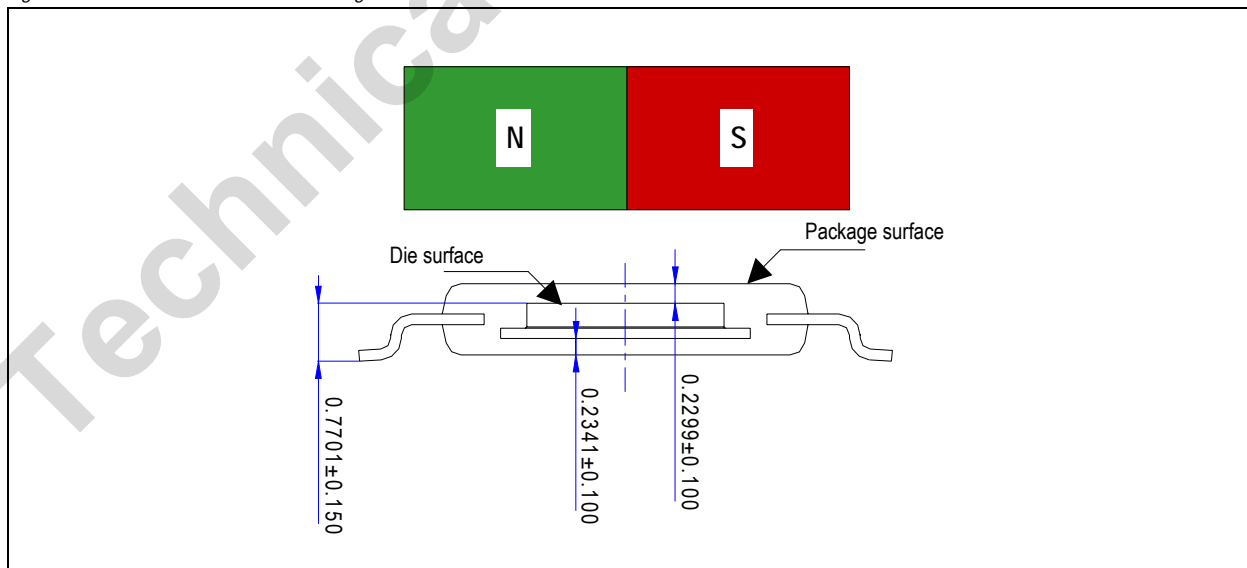 N
S
Package surface
Die surface
0.2299±0.100
0.2341±0.100
0.7701±0.150
Technica